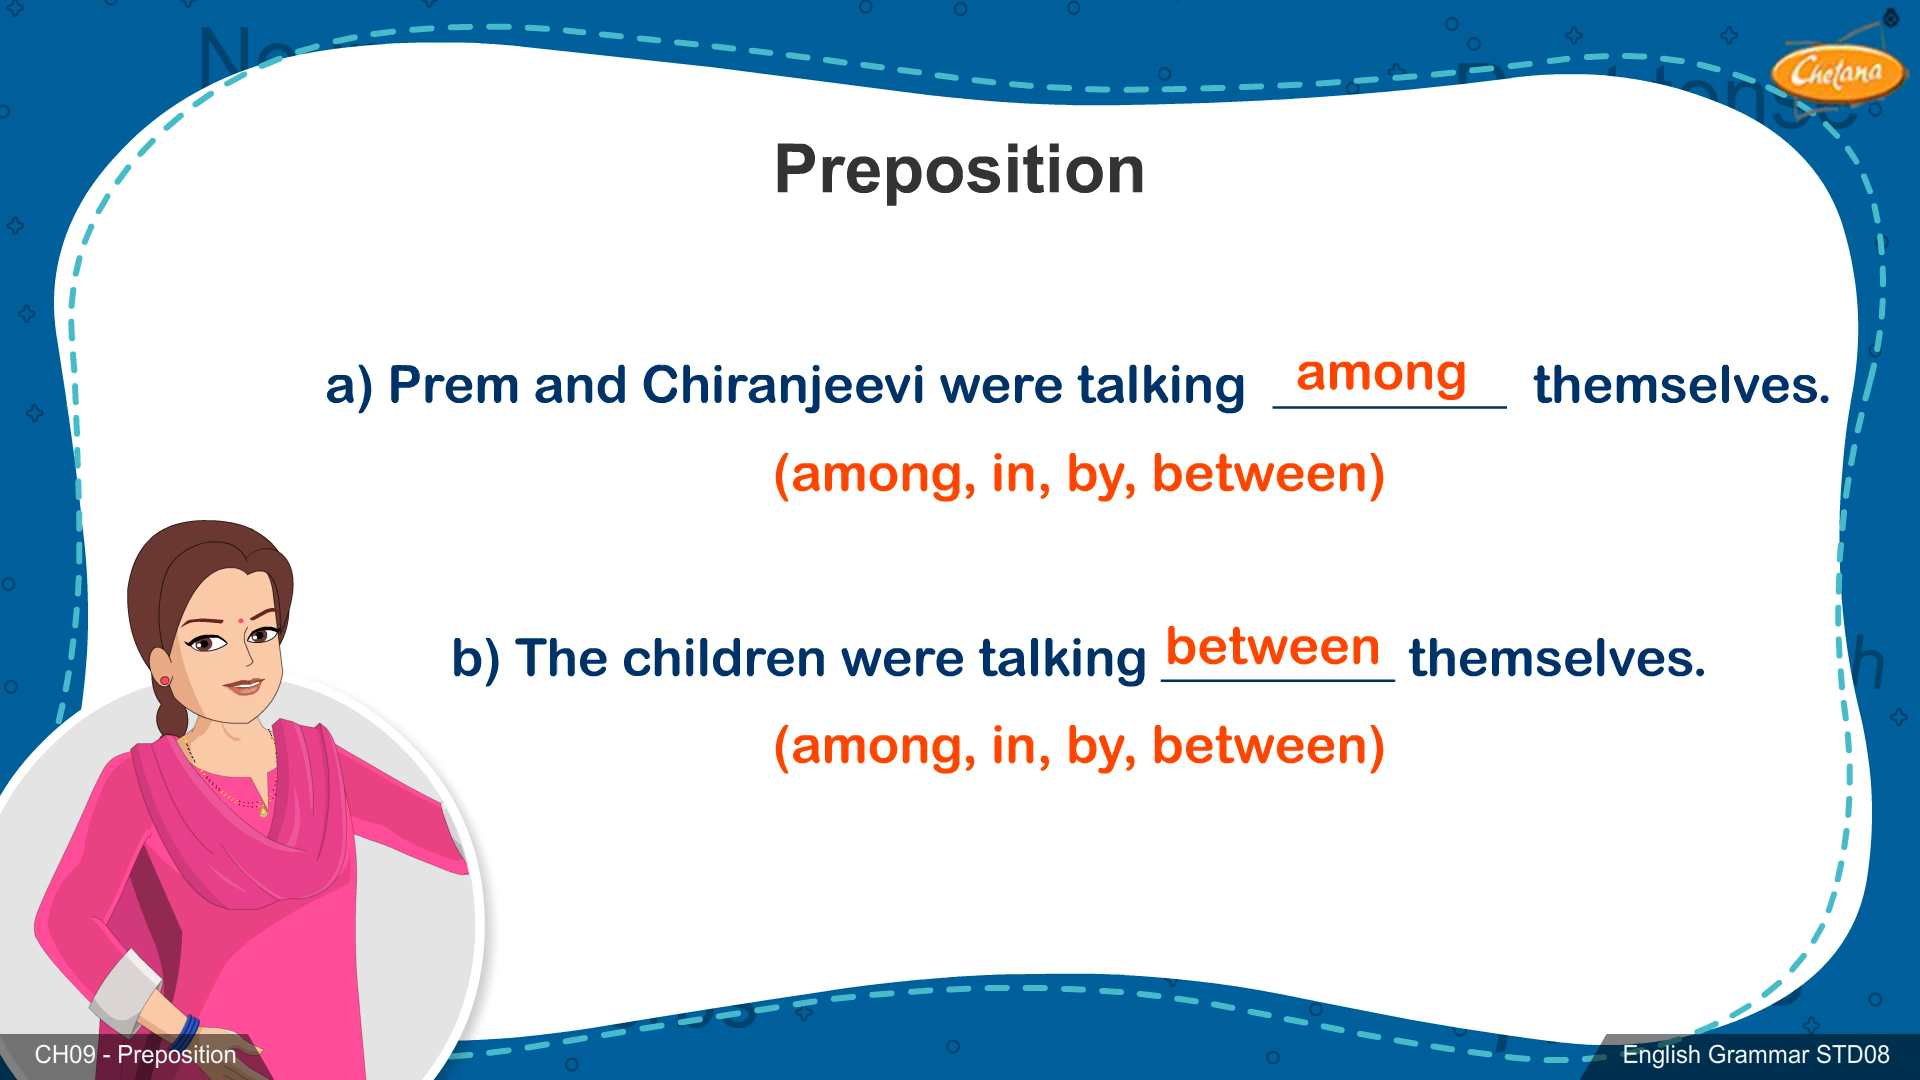 Chetana
Preposition
a) Prem and Chiranjeevi were talking among themselves.
(among, in, by, between)
b) The children were talking between themselves.
(among, in, by, between)
CH09 - Preposition
English Grammar STD08